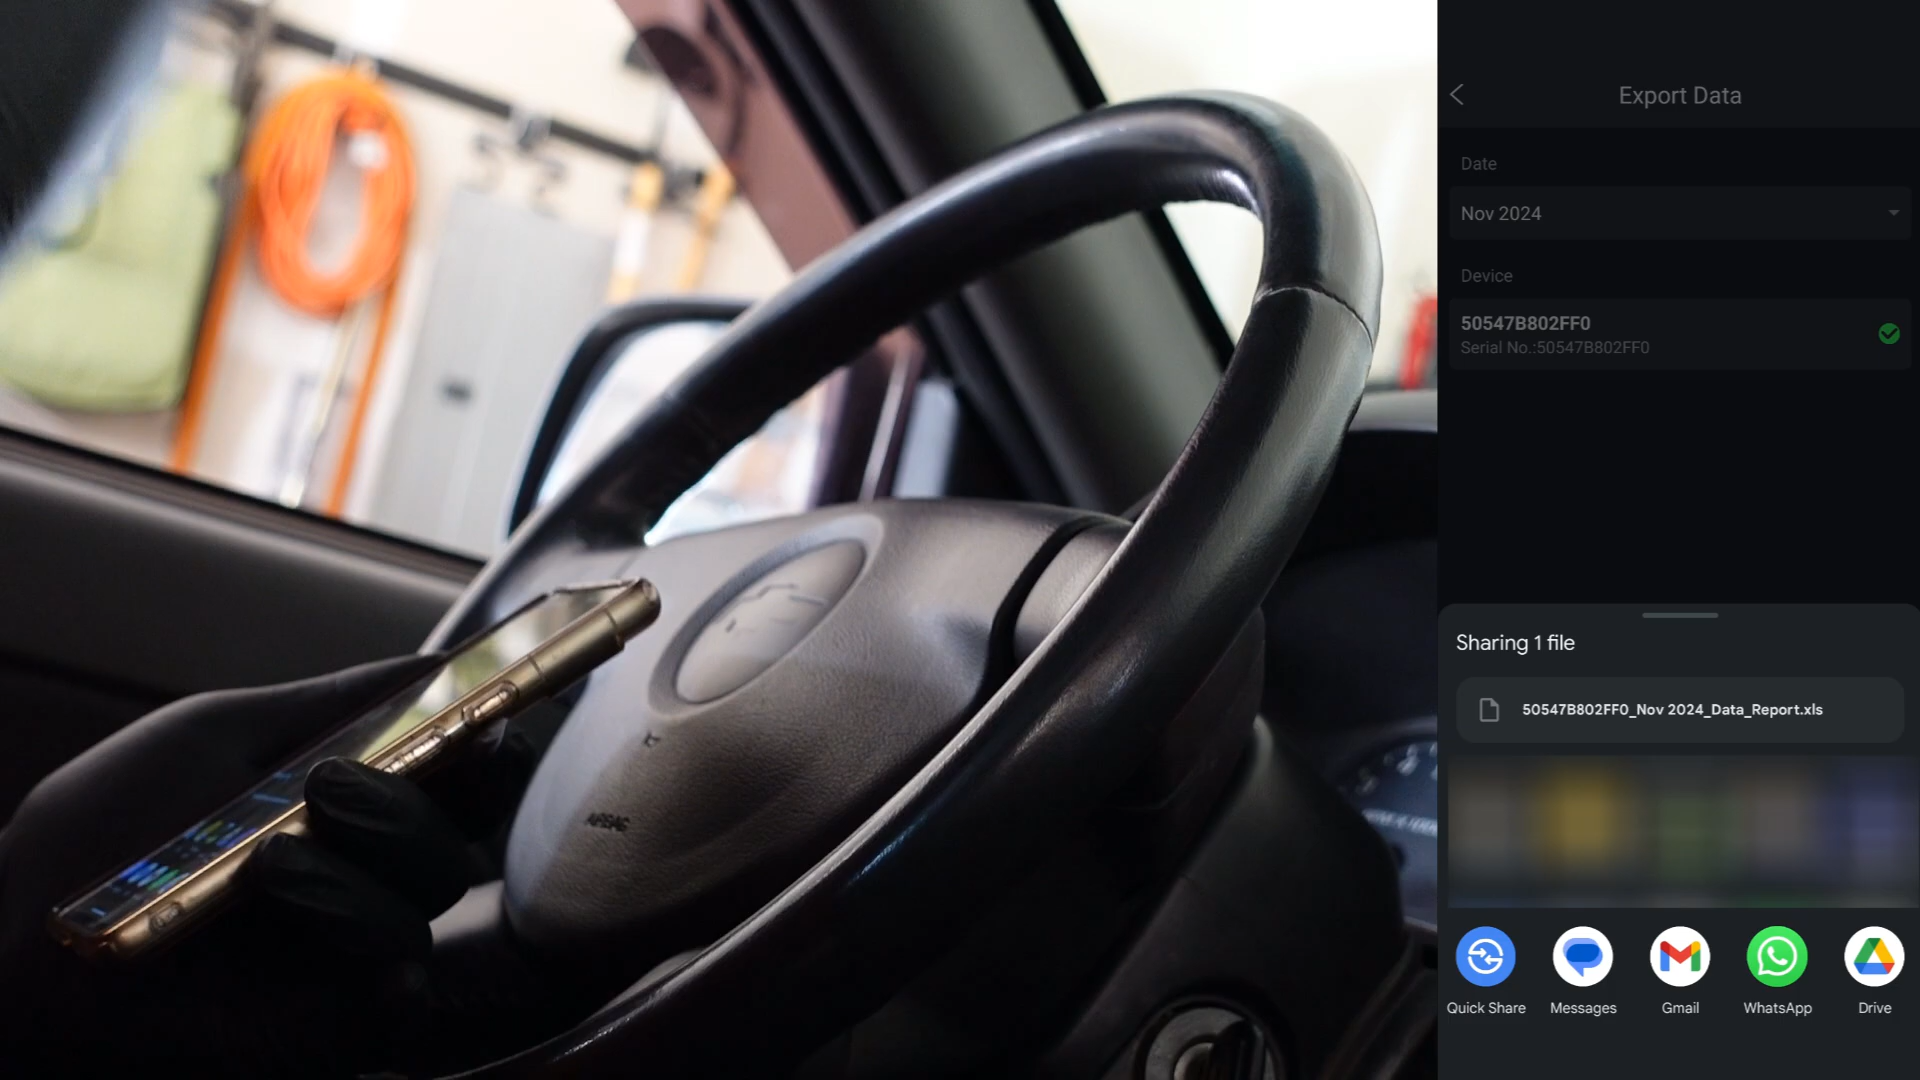 AIRBAG
Export Data
Date
Nov 2024
Device
50547B802FF0
Serial No.:50547B802FF0
Sharing 1 file
50547B802FF0_Nov 2024_Data_Report.xls
Quick Share
Messages
Gmail
WhatsApp
Drive